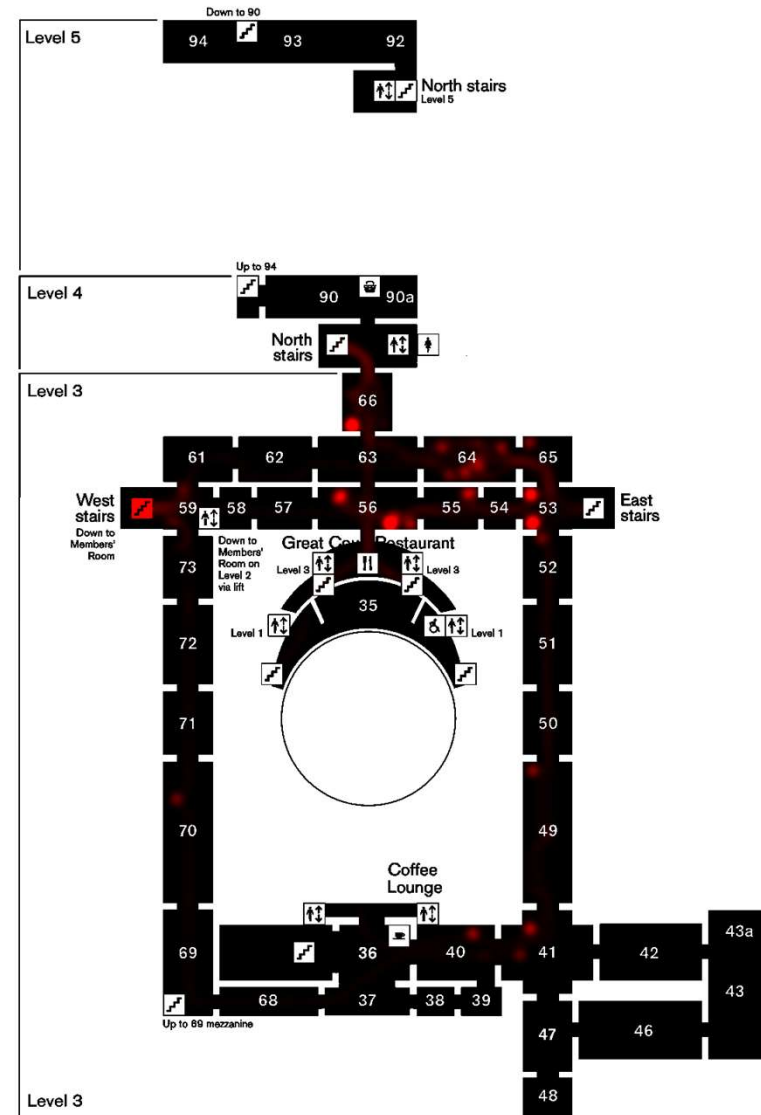 Down to 90
Level 5
94
93
92
North stairs
Level 5
Up to 94
Level 4
90
90a
North
stairs
Level 3
66
61
62
63
64
65
West
stairs
Down to
Members'
Room
59
58
57
56
55
54
53
East
stairs
Down to
Members'
Room on
Level 2
via lift
Great Restaurant
Level 3
Level 3
73
52
35
Level 1
Level 1
72
51
71
50
70
49
Coffee
Lounge
69
36
40
41
42
43a
43
68
37
38
39
Up to 69 mezzanine
47
46
48
Level 3